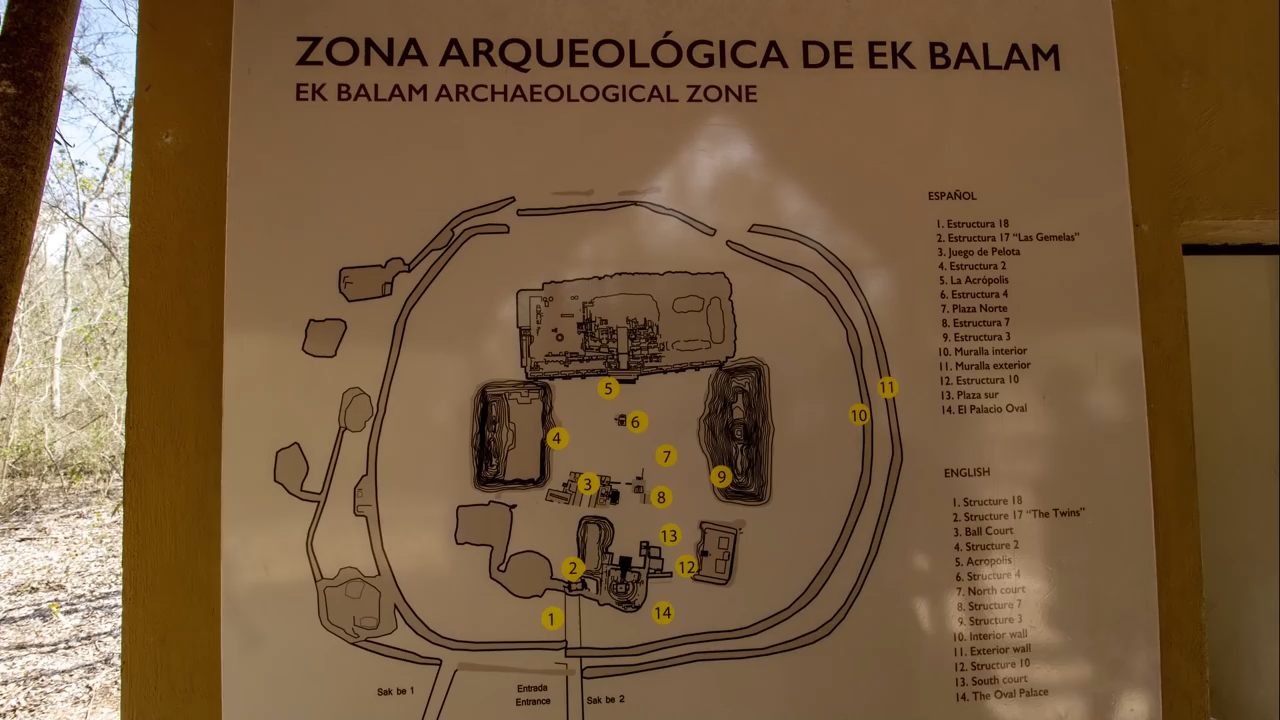 ZONA ARQUEOLÓGICA DE EK BALAM
EK BALAM ARCHAEOLOGICAL ZONE
ESPAÑOL
1. Estructura 18
2. Estructura 17 “Las Gemelas”
3. Juego de Pelota
4. Estructura 2
5. La Acrópolis
6. Estructura 4
7. Plaza Norte
8. Estructura 7
9. Estructura 3
10. Muralla interior
11. Muralla exterior
12. Estructura 10
13. Plaza sur
14. El Palacio Oval
5
11
10
6
4
7
9
3
8
13
2
12
1
14
ENGLISH
1. Structure 18
2. Structure 17 “The Twins”
3. Ball Court
4. Structure 2
5. Acropolis
6. Structure 4
7. North court
8. Structure 7
9. Structure 3
10. Interior wall
11. Exterior wall
12. Structure 10
13. South court
14. The Oval Palace
Sak be 1
Entrada
Entrance
Sak be 2